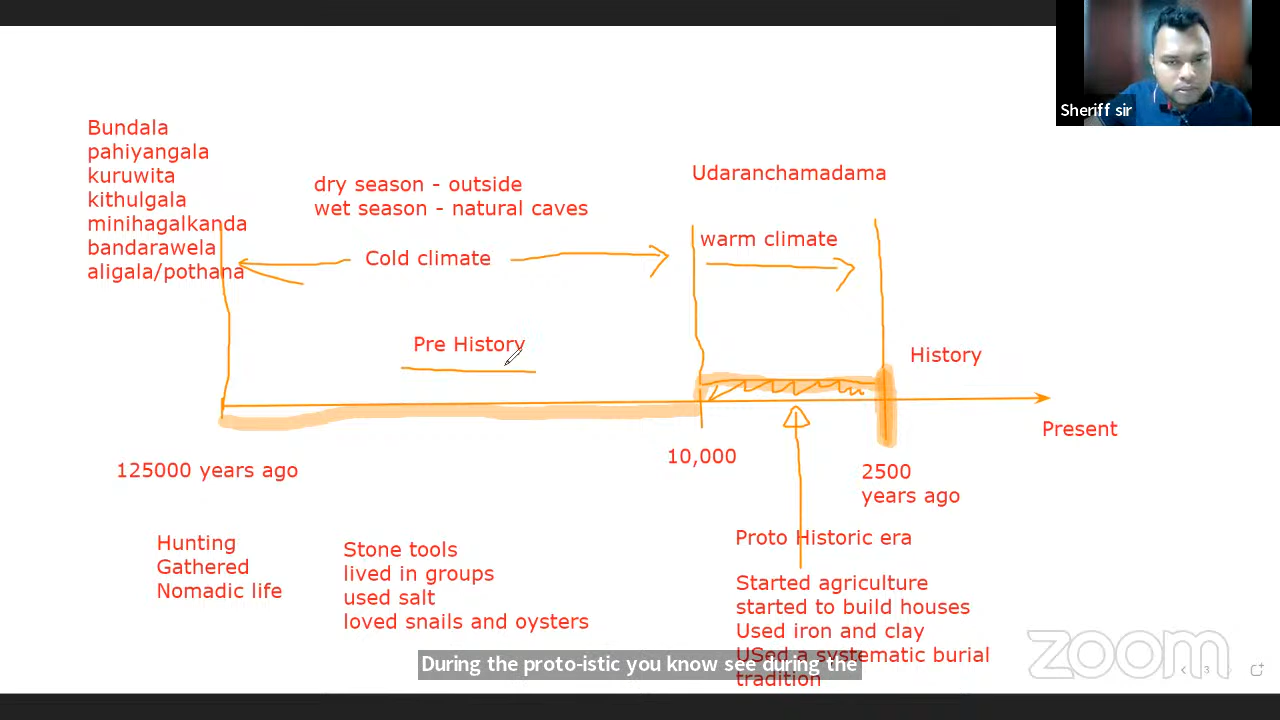 Sheriff sir
Bundala
pahiyangala
kuruwita
kithulgala
minihagalkanda
bandarawela
aligala/pothana
dry season - outside
wet season - natural caves
Cold climate
Udaranchamadama
warm climate
Pre History
History
Present
125000 years ago
10,000
2500
years ago
Hunting
Gathered
Nomadic life
Stone tools
lived in groups
used salt
loved snails and oysters
Proto Historic era
Started agriculture
started to build houses
Used iron and clay
USed a systematic burial
tradition
During the proto-istic you know see during the
zoom
3